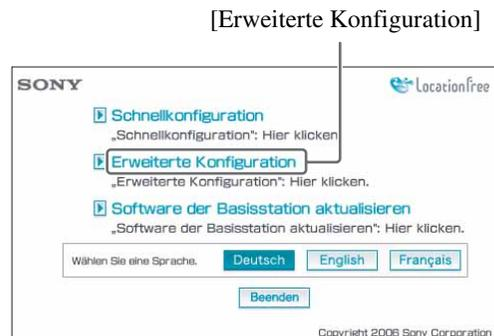 [Erweiterte Konfiguration]
SONY
LocationFree
Schnellkonfiguration
„Schnellkonfiguration": Hier klicken
Erweiterte Konfiguration
„Erweiterte Konfiguration": Hier klicken.
Software der Basisstation aktualisieren
„Software der Basisstation aktualisieren": Hier klicken.
Wählen Sie eine Sprache. Deutsch English Français
Beenden
Copyright 2006 Sony Corporation